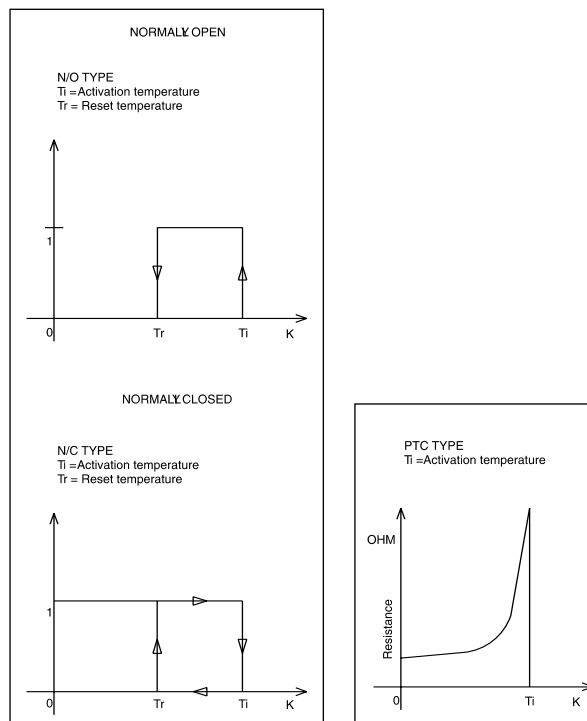 NORMALLY OPEN
N/O TYPE
Ti =Activation temperature
Tr = Reset temperature
1
0 Tr Ti K
NORMALLY CLOSED
N/C TYPE
Ti =Activation temperature
Tr = Reset temperature
1
0 Tr Ti K
PTC TYPE
Ti =Activation temperature
OHM
Resistance
0 Ti K